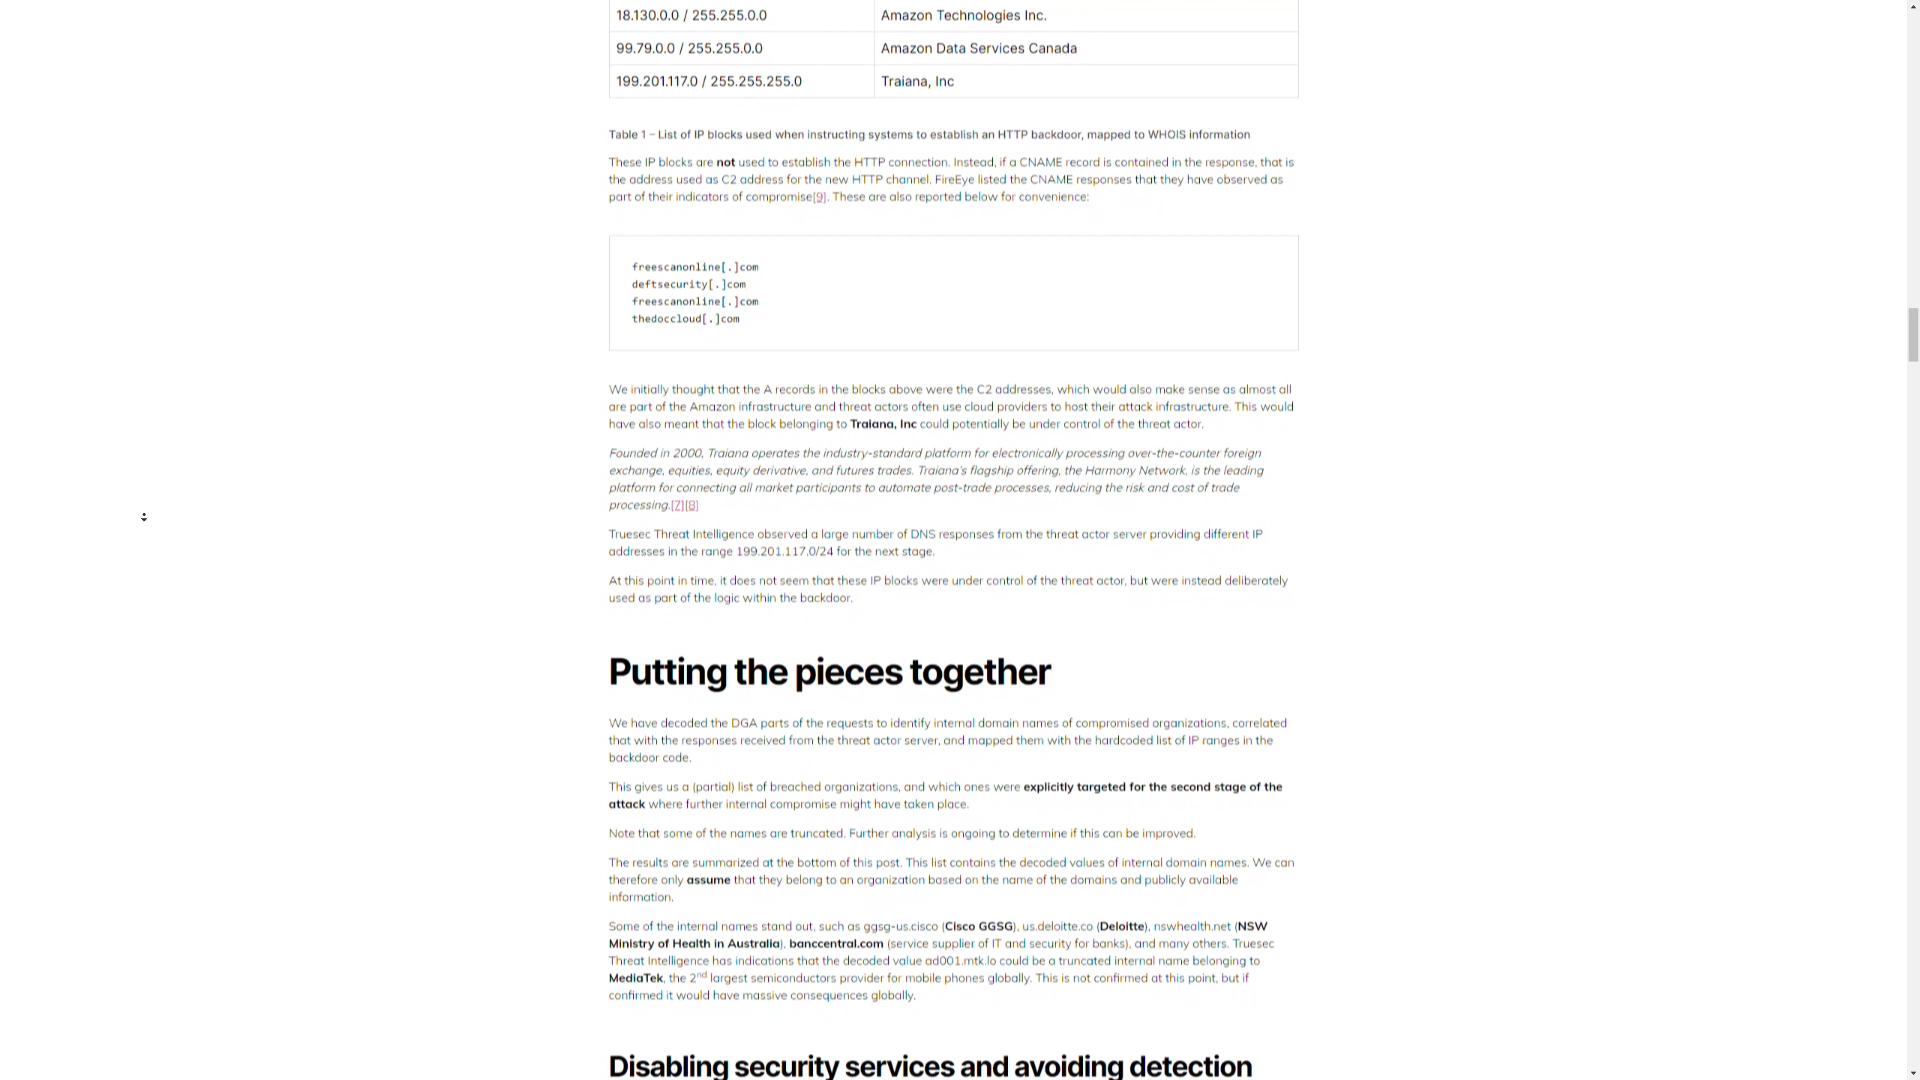 18.130.0.0 / 255.255.0.0 Amazon Technologies Inc.
99.79.0.0 / 255.255.0.0 Amazon Data Services Canada
199.201.117.0 / 255.255.255.0 Traiana, Inc
Table 1 – List of IP blocks used when instructing systems to establish an HTTP backdoor, mapped to WHOIS information
These IP blocks are not used to establish the HTTP connection. Instead, if a CNAME record is contained in the response, that is
the address used as C2 address for the new HTTP channel. FireEye listed the CNAME responses that they have observed as
part of their indicators of compromise[9]. These are also reported below for convenience:
freescanonline[.]com
deftsecurity[.]com
freescanonline[.]com
thedoccloud[.]com
We initially thought that the A records in the blocks above were the C2 addresses, which would also make sense as almost all
are part of the Amazon infrastructure and threat actors often use cloud providers to host their attack infrastructure. This would
have also meant that the block belonging to Traiana, Inc could potentially be under control of the threat actor.
Founded in 2000, Traiana operates the industry-standard platform for electronically processing over-the-counter foreign
exchange, equities, equity derivative, and futures trades. Traiana's flagship offering, the Harmony Network, is the leading
platform for connecting all market participants to automate post-trade processes, reducing the risk and cost of trade
processing.[7][8]
Truesec Threat Intelligence observed a large number of DNS responses from the threat actor server providing different IP
addresses in the range 199.201.117.0/24 for the next stage.
At this point in time, it does not seem that these IP blocks were under control of the threat actor, but were instead deliberately
used as part of the logic within the backdoor.
Putting the pieces together
We have decoded the DGA parts of the requests to identify internal domain names of compromised organizations, correlated
that with the responses received from the threat actor server, and mapped them with the hardcoded list of IP ranges in the
backdoor code.
This gives us a (partial) list of breached organizations, and which ones were explicitly targeted for the second stage of the
attack where further internal compromise might have taken place.
Note that some of the names are truncated. Further analysis is ongoing to determine if this can be improved.
The results are summarized at the bottom of this post. This list contains the decoded values of internal domain names. We can
therefore only assume that they belong to an organization based on the name of the domains and publicly available
information.
Some of the internal names stand out, such as ggsg-us.cisco (Cisco GGSG), us.deloitte.co (Deloitte), nswhealth.net (NSW
Ministry of Health in Australia), banccentral.com (service supplier of IT and security for banks), and many others. Truesec
Threat Intelligence has indications that the decoded value ad001.mtk.lo could be a truncated internal name belonging to
MediaTek, the 2nd largest semiconductors provider for mobile phones globally. This is not confirmed at this point, but if
confirmed it would have massive consequences globally.
Disabling security services and avoiding detection